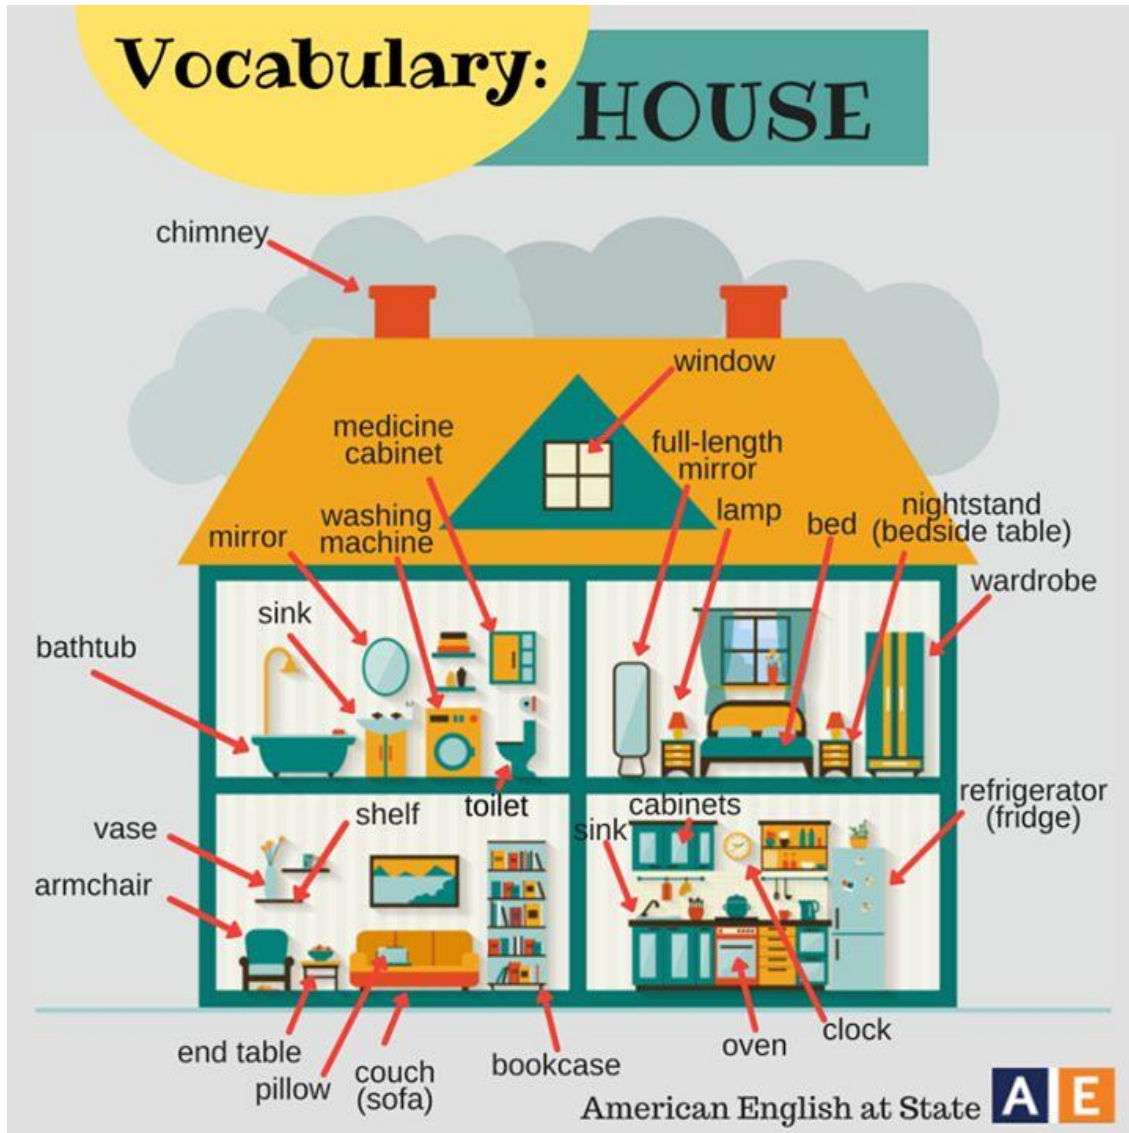 Vocabulary:
HOUSE
chimney
window
medicine
cabinet
full-length
mirror
nightstand
(bedside table)
lamp
bed
washing
machine
mirror
wardrobe
sink
bathtub
toilet
shelf
vase
armchair
cabinets
sink
refrigerator
(fridge)
end table
pillow
couch
(sofa)
bookcase
oven
clock
American English at State
A E